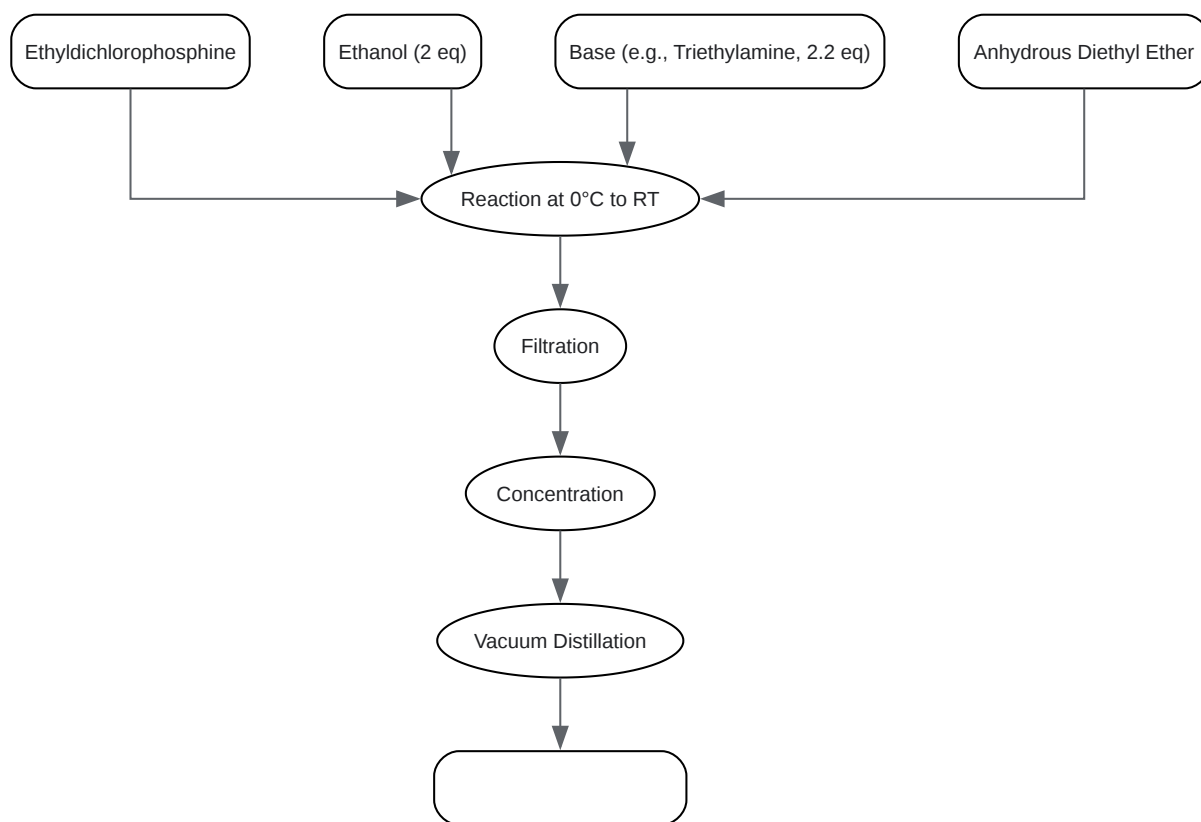 Ethyldichlorophosphine
Ethanol (2 eq)
Base (e.g., Triethylamine, 2.2 eq)
Anhydrous Diethyl Ether
Reaction at 0°C to RT
Filtration
Concentration
Vacuum Distillation